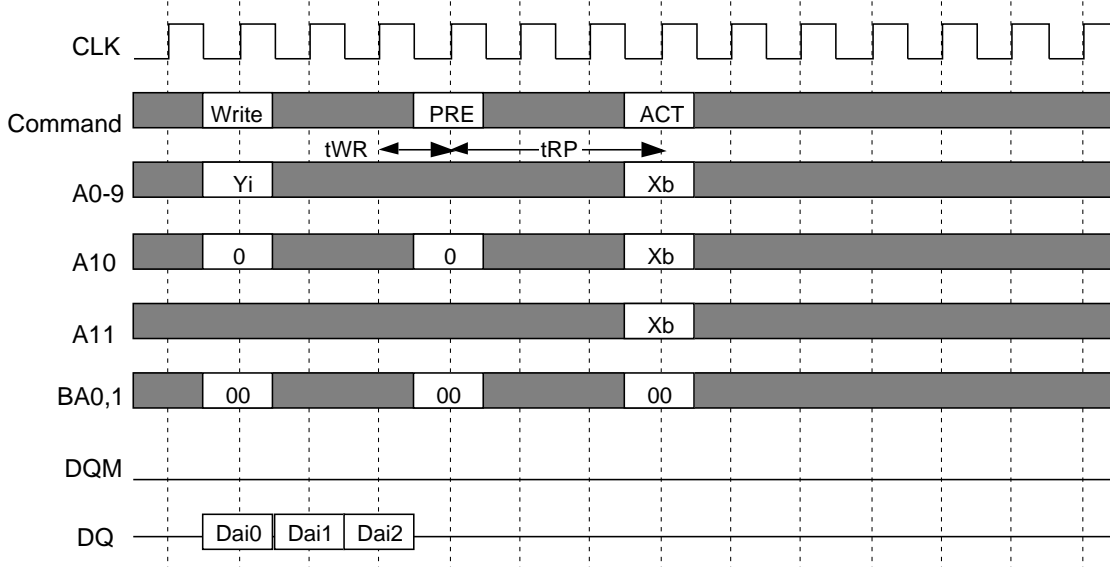 CLK
Command Write PRE ACT
tWR tRP
A0-9 Yi Xb
A10 0 0 Xb
A11 Xb
BA0,1 00 00 00
DQM
DQ Dai0 Dai1 Dai2